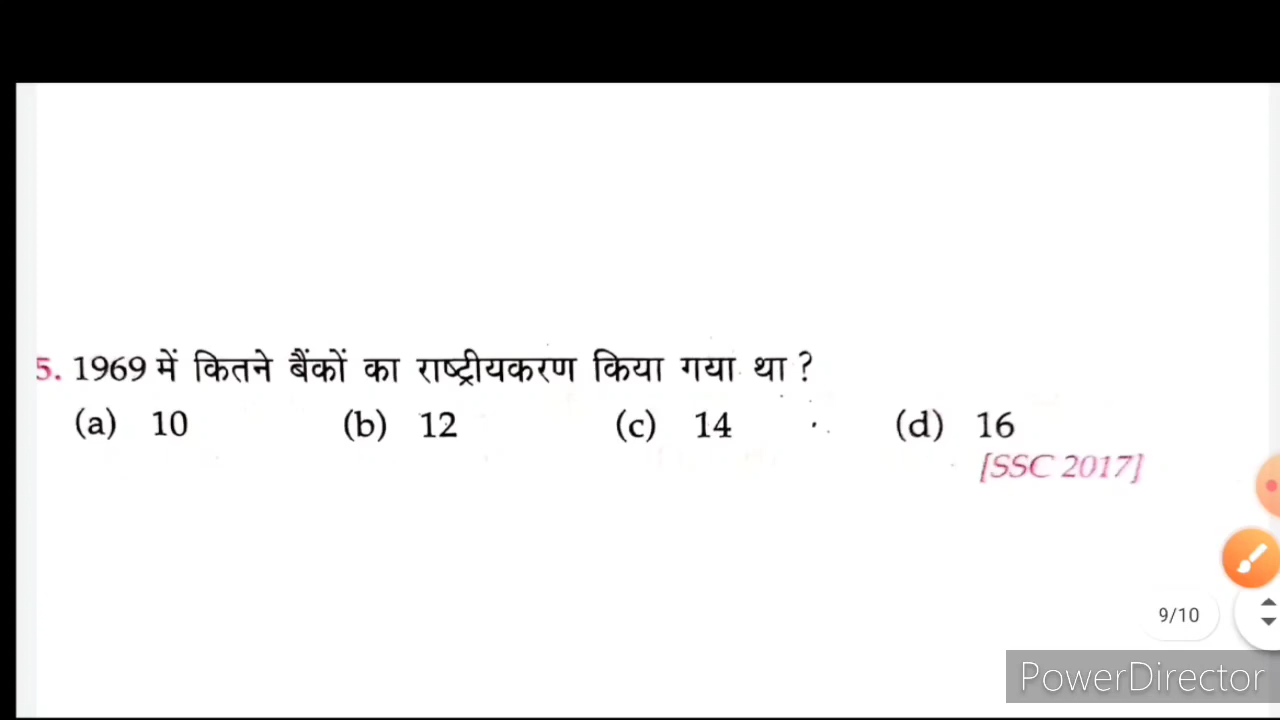 5. 1969 में कितने बैंकों का राष्ट्रीयकरण किया गया था ?
(a) 10 (b) 12 (c) 14 (d) 16
[SSC 2017]
9/10
PowerDirector